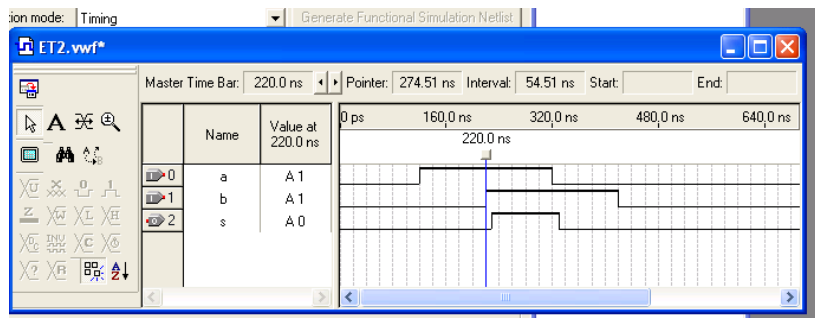 ion mode: Timing Generate Functional Simulation Netlist
ET2.vwf*
Master Time Bar: 220.0 ns Pointer: 274.51 ns Interval: 54.51 ns Start: End:
Name Value at 220.0 ns
0 ps 160.0 ns 320.0 ns 480.0 ns 640.0 ns
220.0 ns
0 a A 1
1 b A 1
2 s A 0